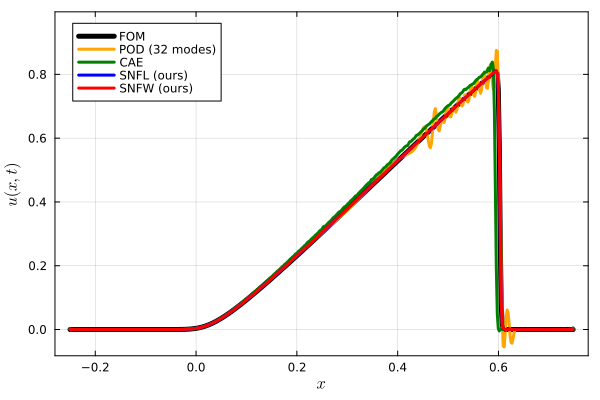 FOM
POD (32 modes)
CAE
SNFL (ours)
SNFW (ours)
u(x, t)
0.8
0.6
0.4
0.2
0.0
−0.2 0.0 0.2 0.4 0.6
x